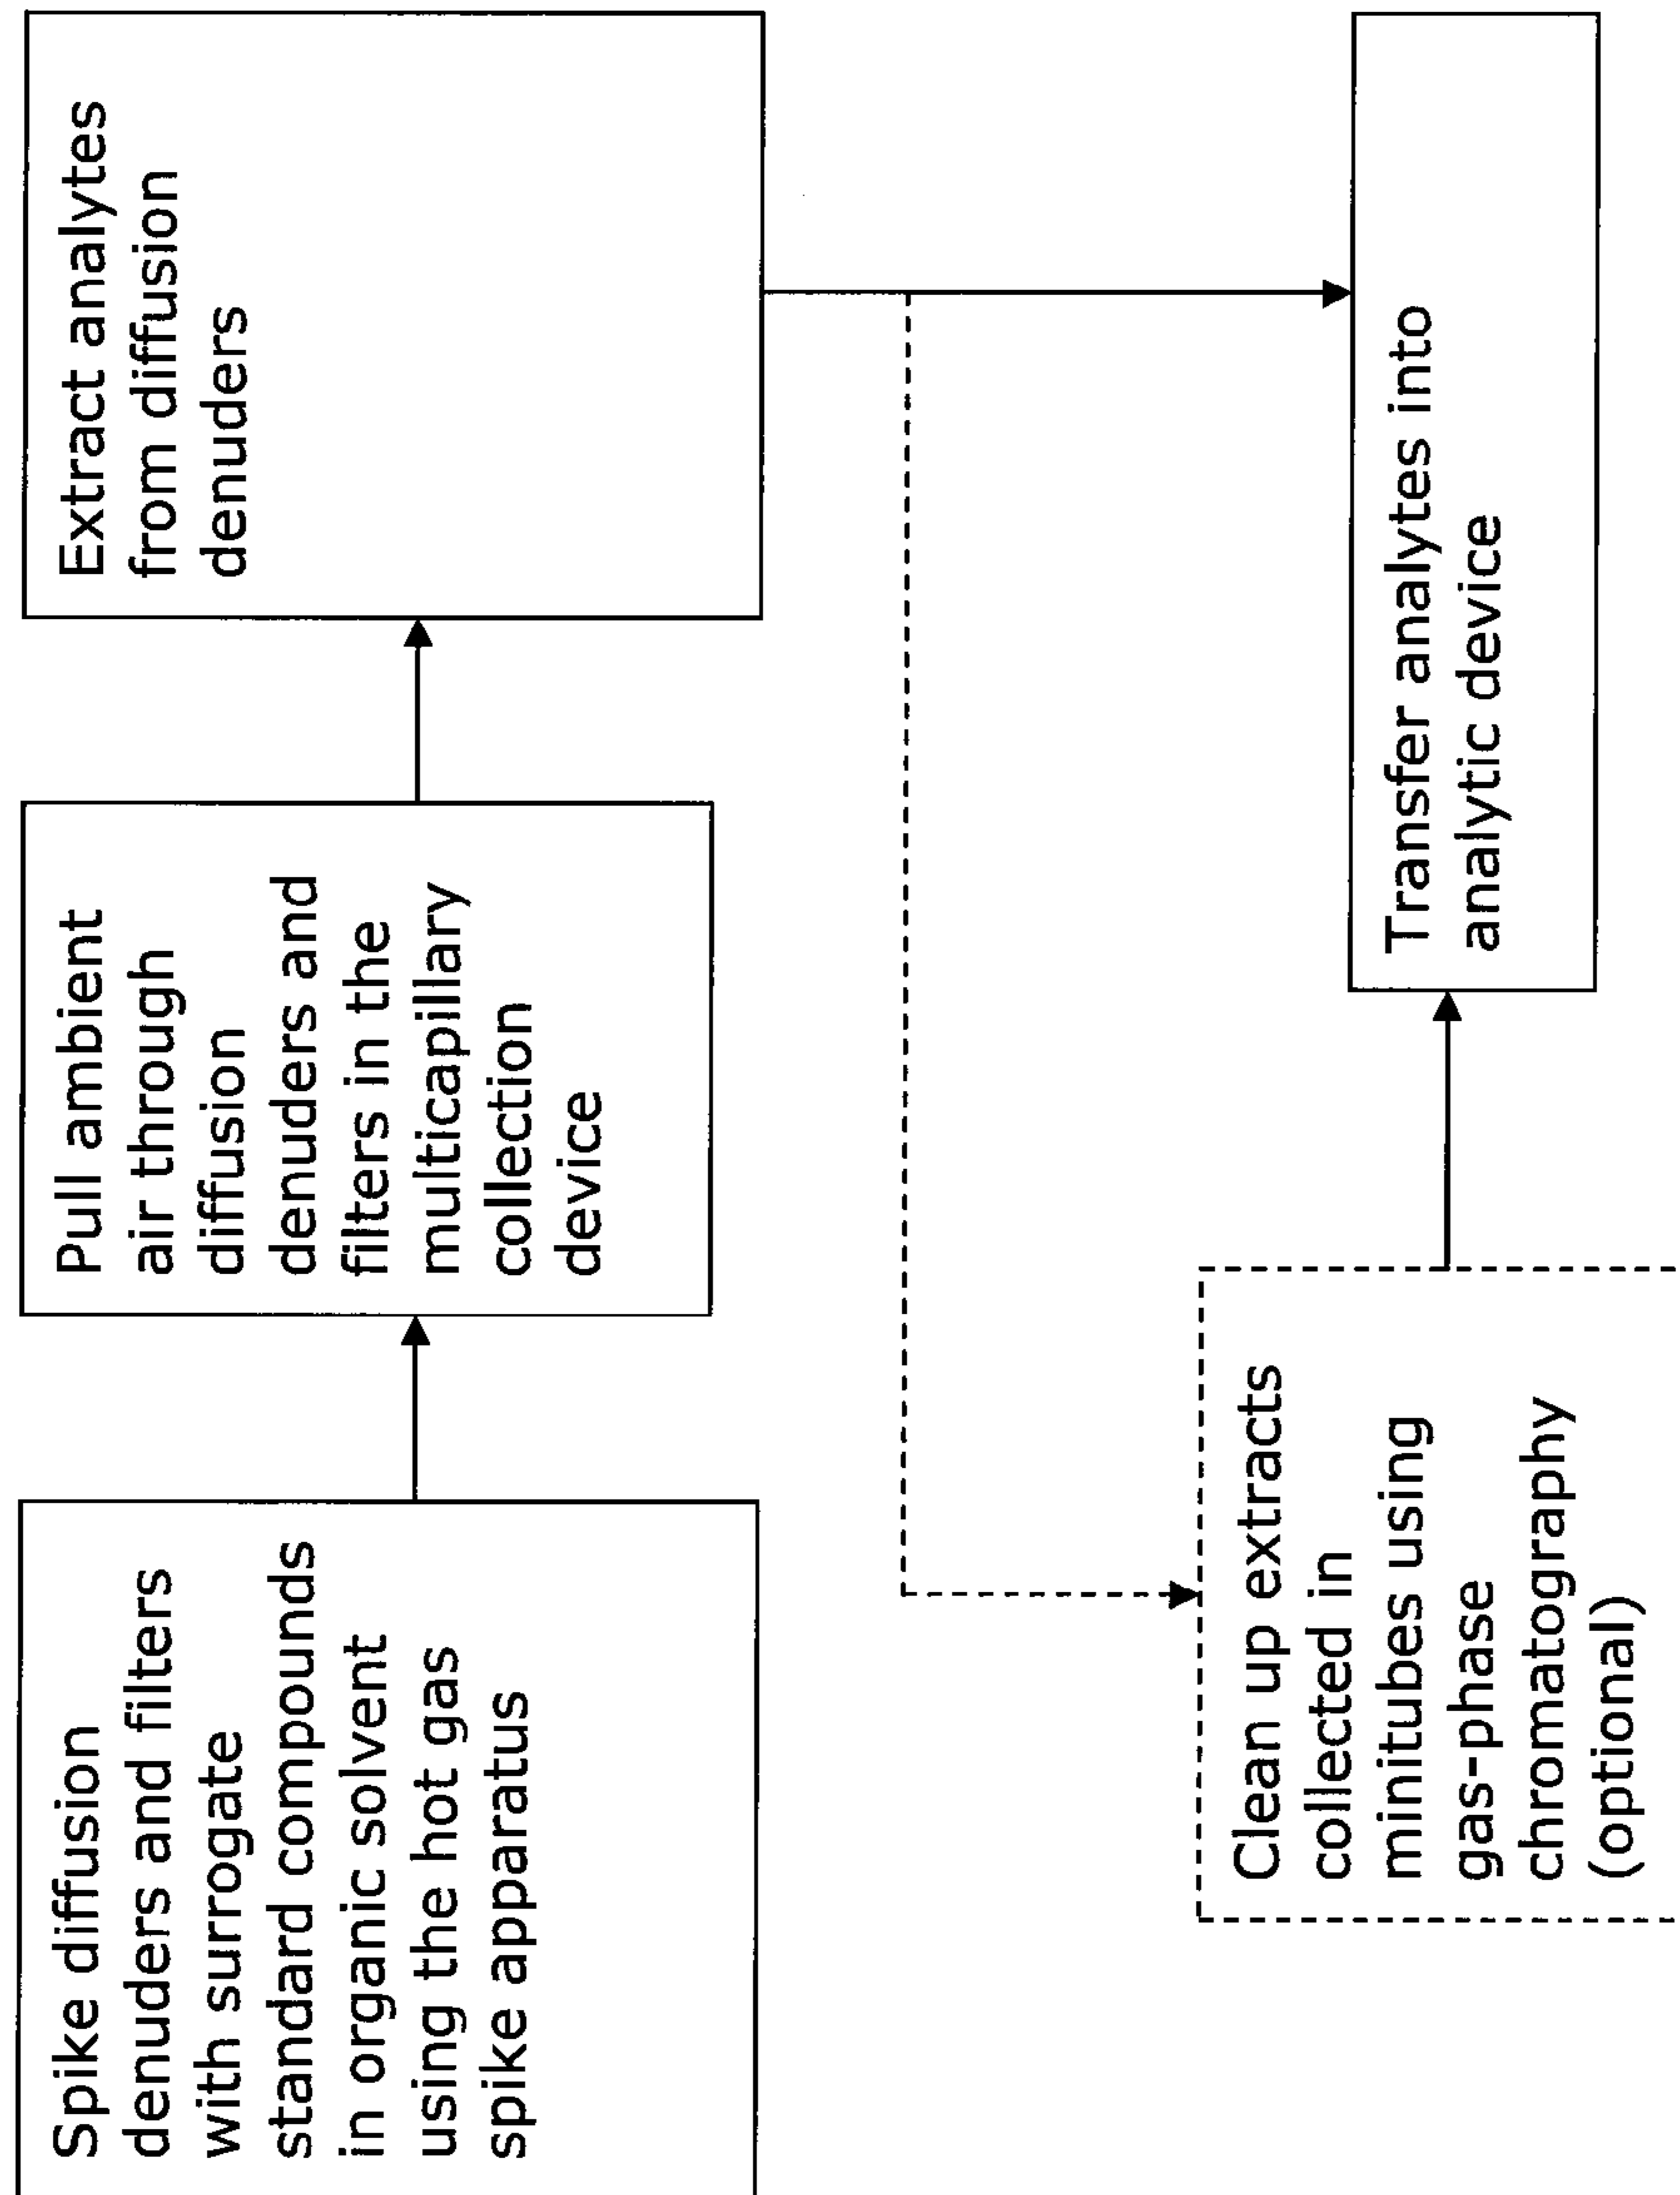 Spike diffusion
denuders and filters
with surrogate
standard compounds
in organic solvent
using the hot gas
spike apparatus
Pull ambient
air through
diffusion
denuders and
filters in the
multicapillary
collection
device
Extract analytes
from diffusion
denuders
Clean up extracts
collected in
minitubes using
gas-phase
chromatography
(optional)
Transfer analytes into
analytic device